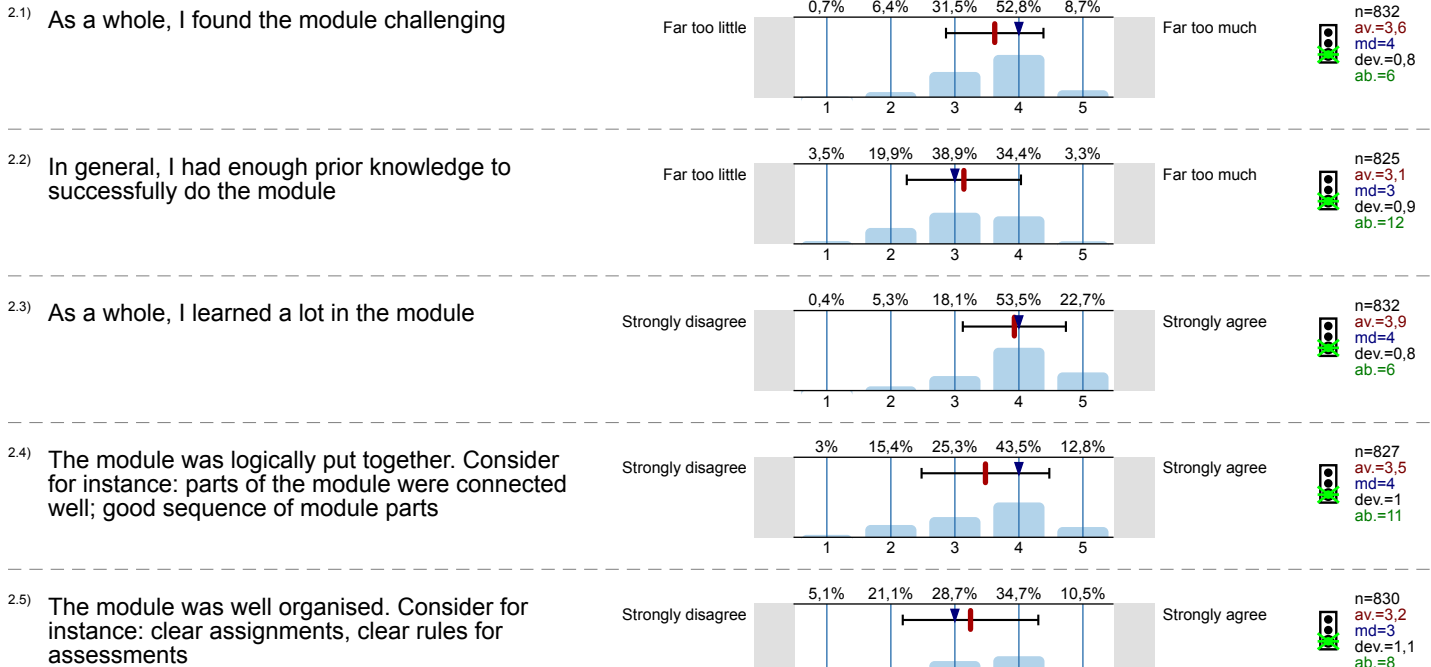 2.1) As a whole, I found the module challenging
Far too little
0,7% 6,4% 31,5% 52,8% 8,7%
1 2 3 4 5
Far too much
n=832
av.=3,6
md=4
dev.=0,8
ab.=6
2.2) In general, I had enough prior knowledge to
successfully do the module
Far too little
3,5% 19,9% 38,9% 34,4% 3,3%
1 2 3 4 5
Far too much
n=825
av.=3,1
md=3
dev.=0,9
ab.=12
2.3) As a whole, I learned a lot in the module
Strongly disagree
0,4% 5,3% 18,1% 53,5% 22,7%
1 2 3 4 5
Strongly agree
n=832
av.=3,9
md=4
dev.=0,8
ab.=6
2.4) The module was logically put together. Consider
for instance: parts of the module were connected
well; good sequence of module parts
Strongly disagree
3% 15,4% 25,3% 43,5% 12,8%
1 2 3 4 5
Strongly agree
n=827
av.=3,5
md=4
dev.=1
ab.=11
2.5) The module was well organised. Consider for
instance: clear assignments, clear rules for
assessments
Strongly disagree
5,1% 21,1% 28,7% 34,7% 10,5%
Strongly agree
n=830
av.=3,2
md=3
dev.=1,1
ab.=8